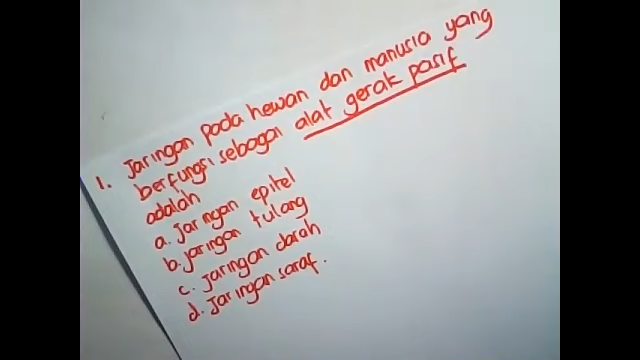 1. Jaringan pada hewan dan manusia yang
berfungsi sebagai alat gerak pasif
adalah
a. Jaringan epitel
b. jaringan tulang
c. jaringan darah
d. Jaringan saraf.